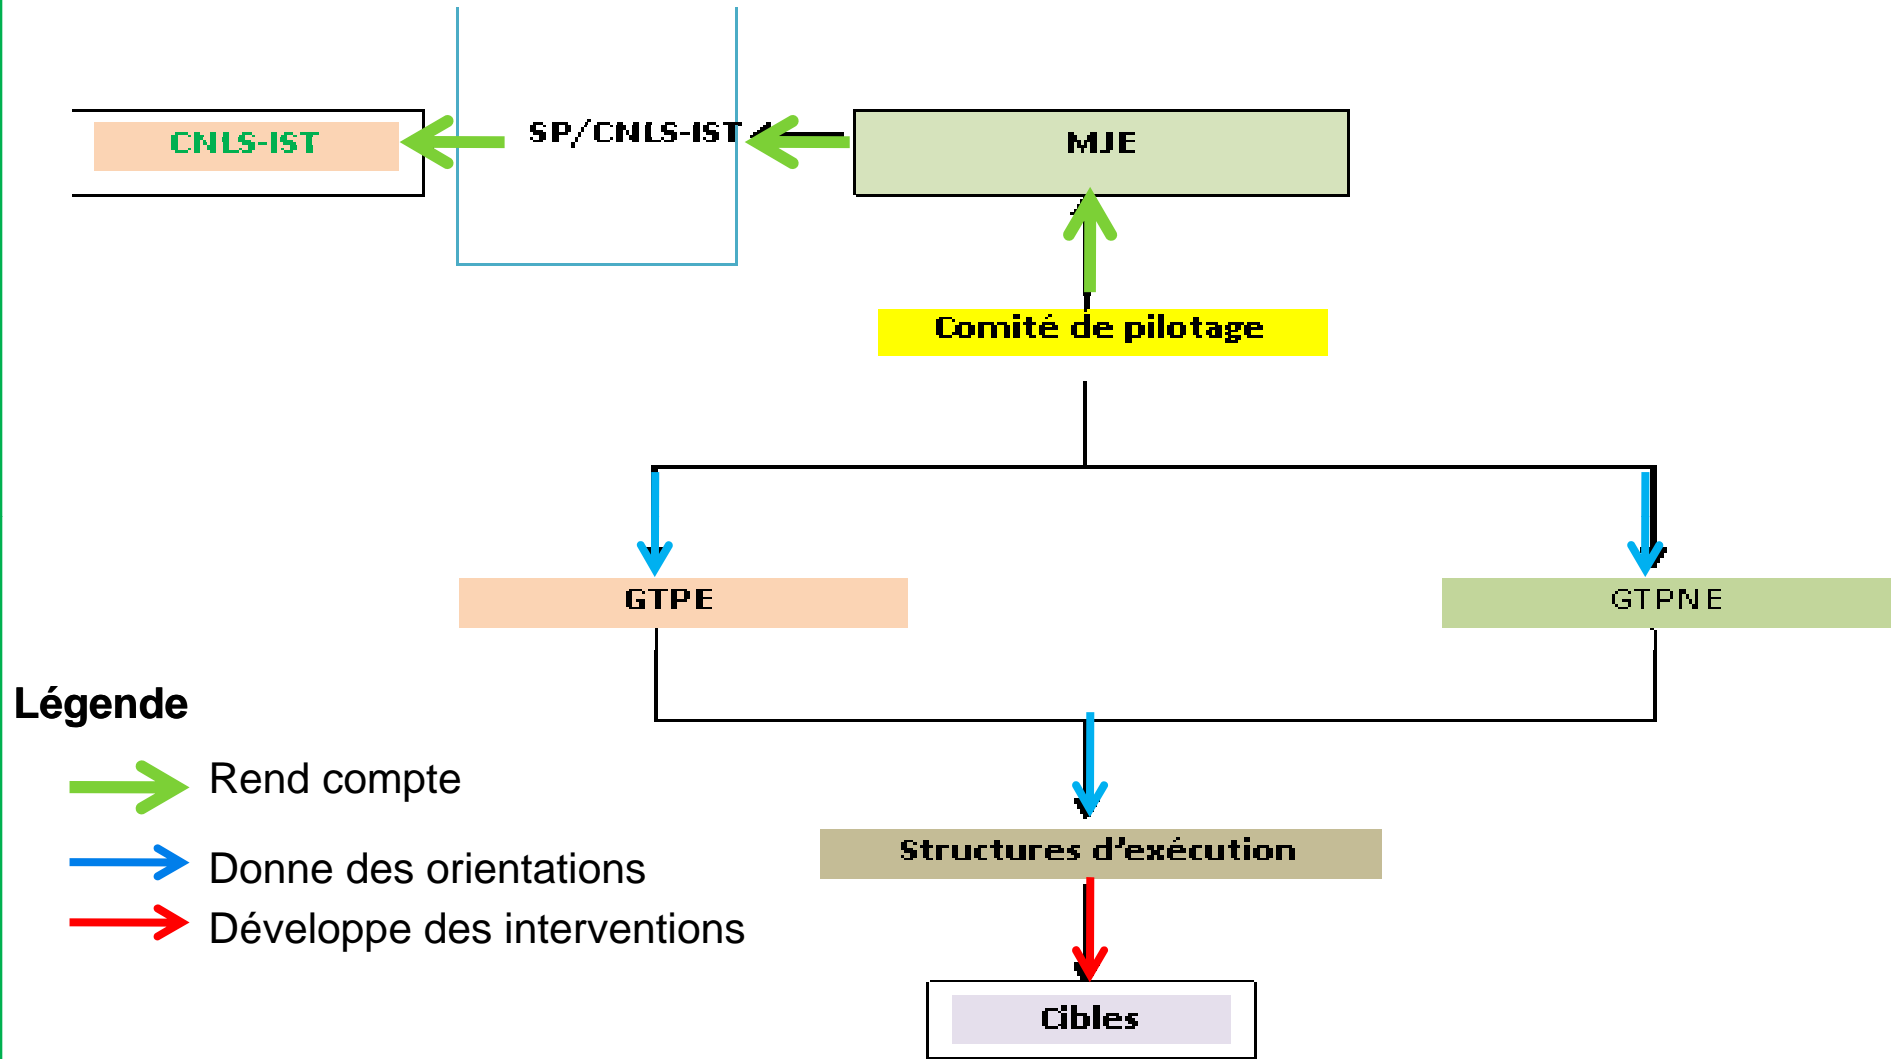 CNLS-IST
SP/CNLS-IST
MJE
Comité de pilotage
GTPE
GTPNE
Légende
Rend compte
Donne des orientations
Développe des interventions
Structures d'exécution
Cibles